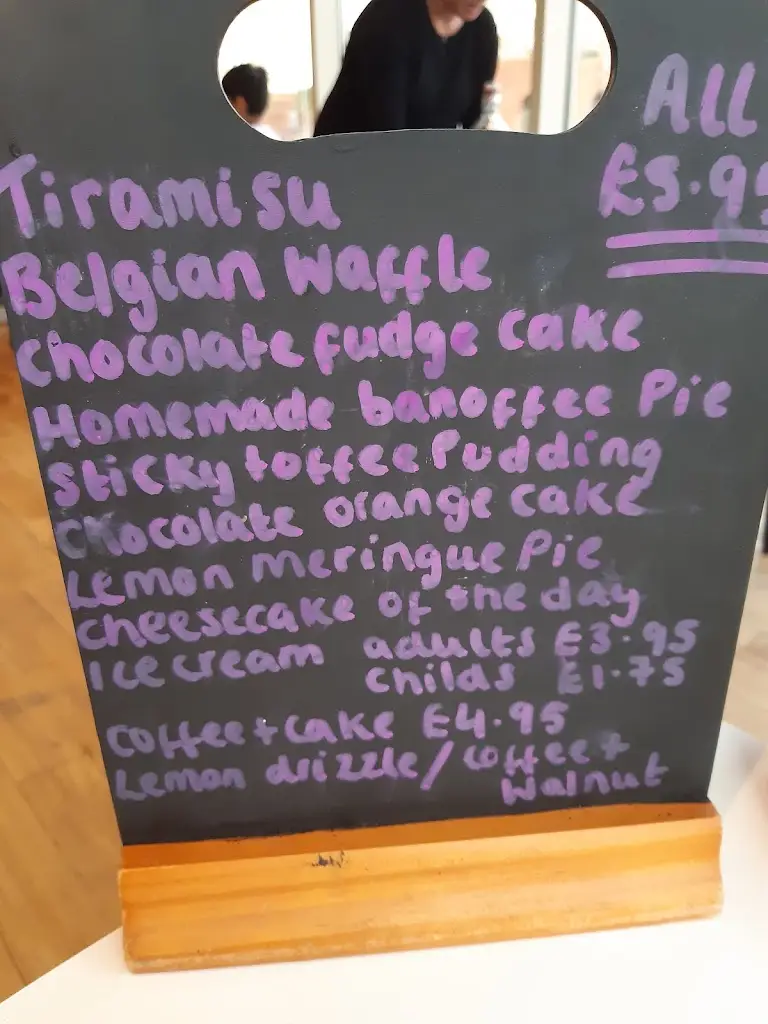 All
£5.95
Tiramisu
Belgian Waffle
Chocolate fudge cake
Homemade banoffee Pie
Sticky toffee Pudding
Chocolate orange cake
Lemon meringue Pie
Cheesecake of the day
Ice cream adults £3.95
Childs £1.75
Coffee + cake £4.95
Lemon drizzle / Coffee +
Walnut